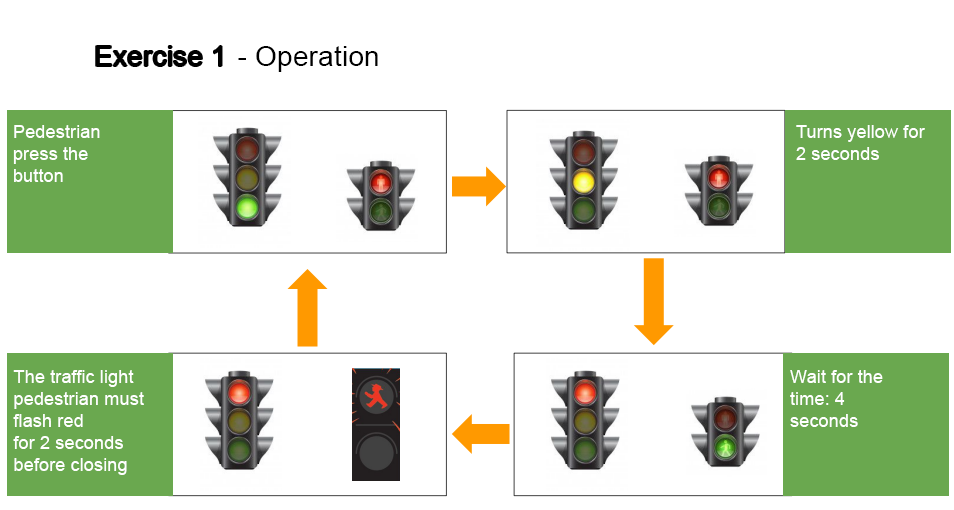 Exercise 1 - Operation
Pedestrian
press the
button
Turns yellow for
2 seconds
The traffic light
pedestrian must
flash red
for 2 seconds
before closing
Wait for the
time: 4
seconds